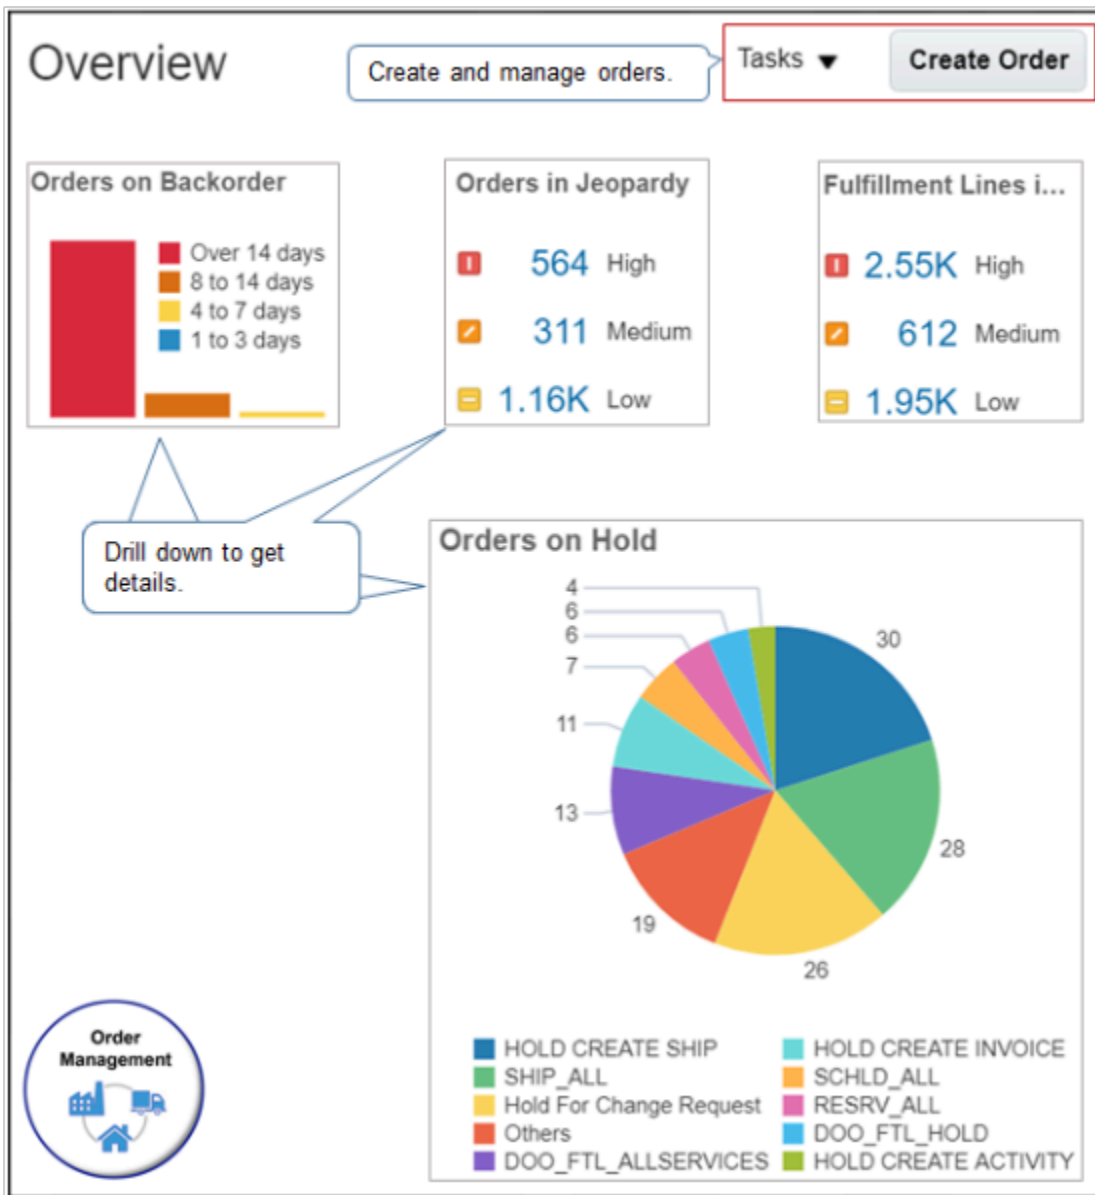 Overview
Create and manage orders.
Tasks
Create Order
Orders on Backorder
Over 14 days
8 to 14 days
4 to 7 days
1 to 3 days
Orders in Jeopardy
564 High
311 Medium
1.16K Low
Fulfillment Lines i...
2.55K High
612 Medium
1.95K Low
Drill down to get
details.
Orders on Hold
4
6
6
7
11
13
19
26
28
30
HOLD CREATE SHIP
SHIP_ALL
Hold For Change Request
Others
DOO_FTL_ALLSERVICES
HOLD CREATE INVOICE
SCHLD_ALL
RESRV_ALL
DOO_FTL_HOLD
HOLD CREATE ACTIVITY
Order
Management